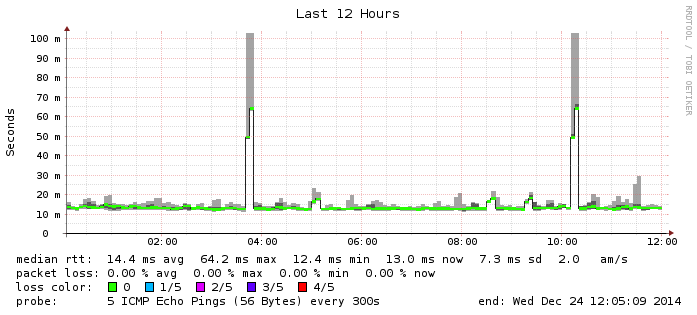 Last 12 Hours
RRDTOOL / TOBI OETIKER
Seconds
100 m
90 m
80 m
70 m
60 m
50 m
40 m
30 m
20 m
10 m
0
02:00 04:00 06:00 08:00 10:00 12:00
median rtt: 14.4 ms avg 64.2 ms max 12.4 ms min 13.0 ms now 7.3 ms sd 2.0 am/s
packet loss: 0.00 % avg 0.00 % max 0.00 % min 0.00 % now
loss color: 0 1/5 2/5 3/5 4/5
probe: 5 ICMP Echo Pings (56 Bytes) every 300s end: Wed Dec 24 12:05:09 2014